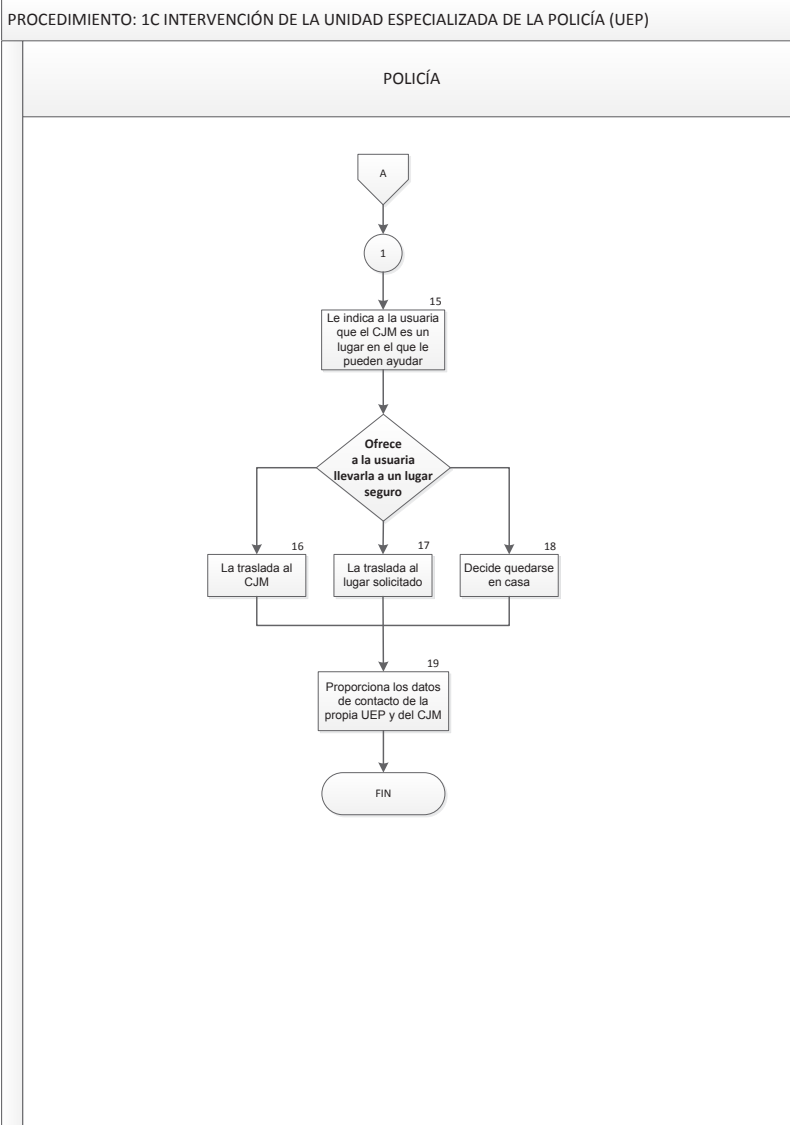 PROCEDIMIENTO: 1C INTERVENCIÓN DE LA UNIDAD ESPECIALIZADA DE LA POLICÍA (UEP)
POLICÍA
A
1
15
Le indica a la usuaria
que el CJM es un
lugar en el que le
pueden ayudar
Ofrece
a la usuaria
llevarla a un lugar
seguro
16
La traslada al
CJM
17
La traslada al
lugar solicitado
18
Decide quedarse
en casa
19
Proporciona los datos
de contacto de la
propia UEP y del CJM
FIN